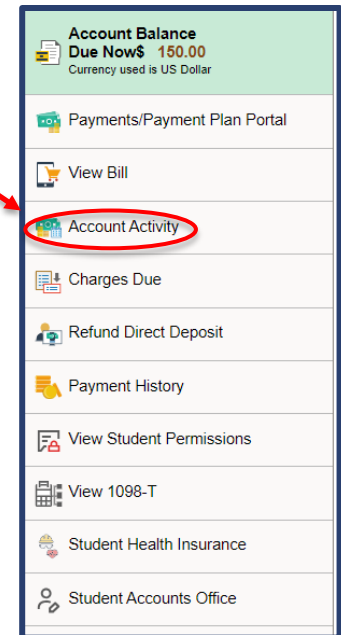 Account Balance
Due Now$ 150.00
Currency used is US Dollar
Payments/Payment Plan Portal
View Bill
Account Activity
Charges Due
Refund Direct Deposit
Payment History
View Student Permissions
View 1098-T
Student Health Insurance
Student Accounts Office